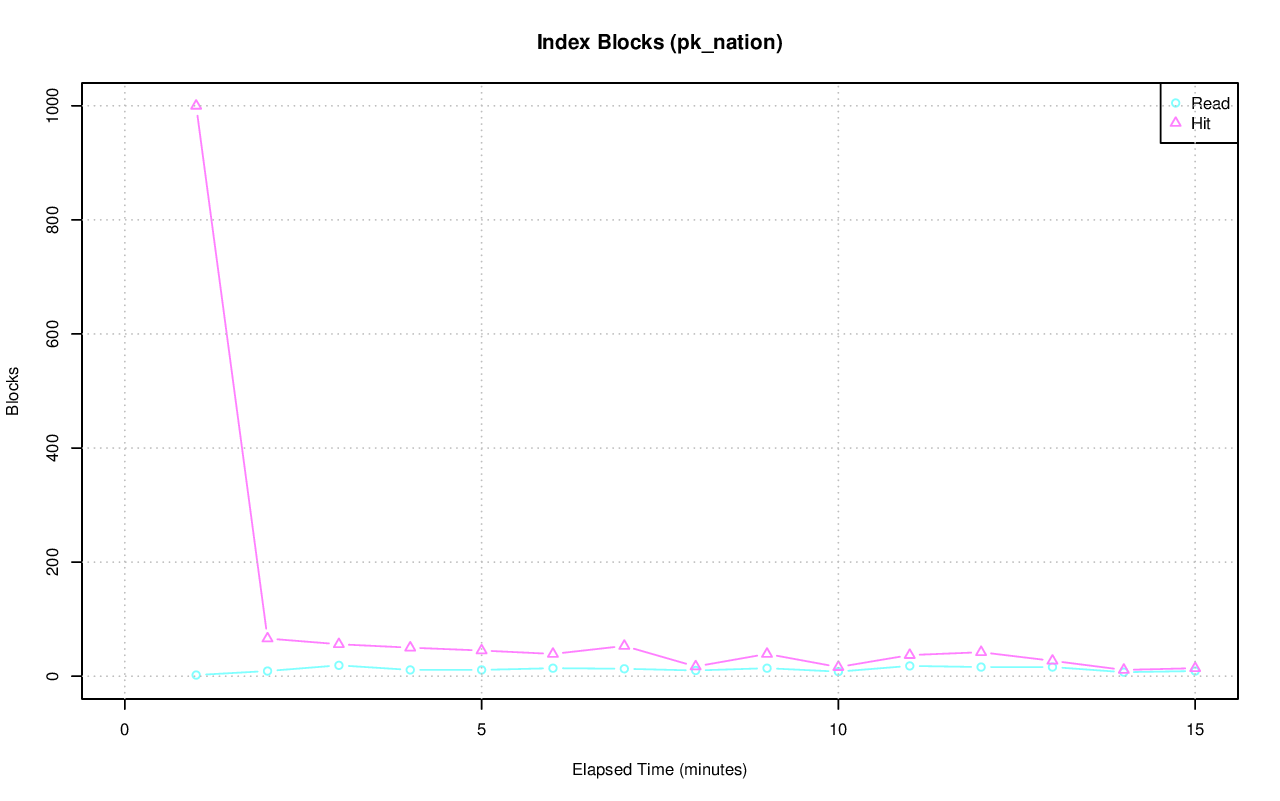 Index Blocks (pk_nation)
Read
Hit
1000
800
600
400
200
0
Blocks
0 5 10 15
Elapsed Time (minutes)